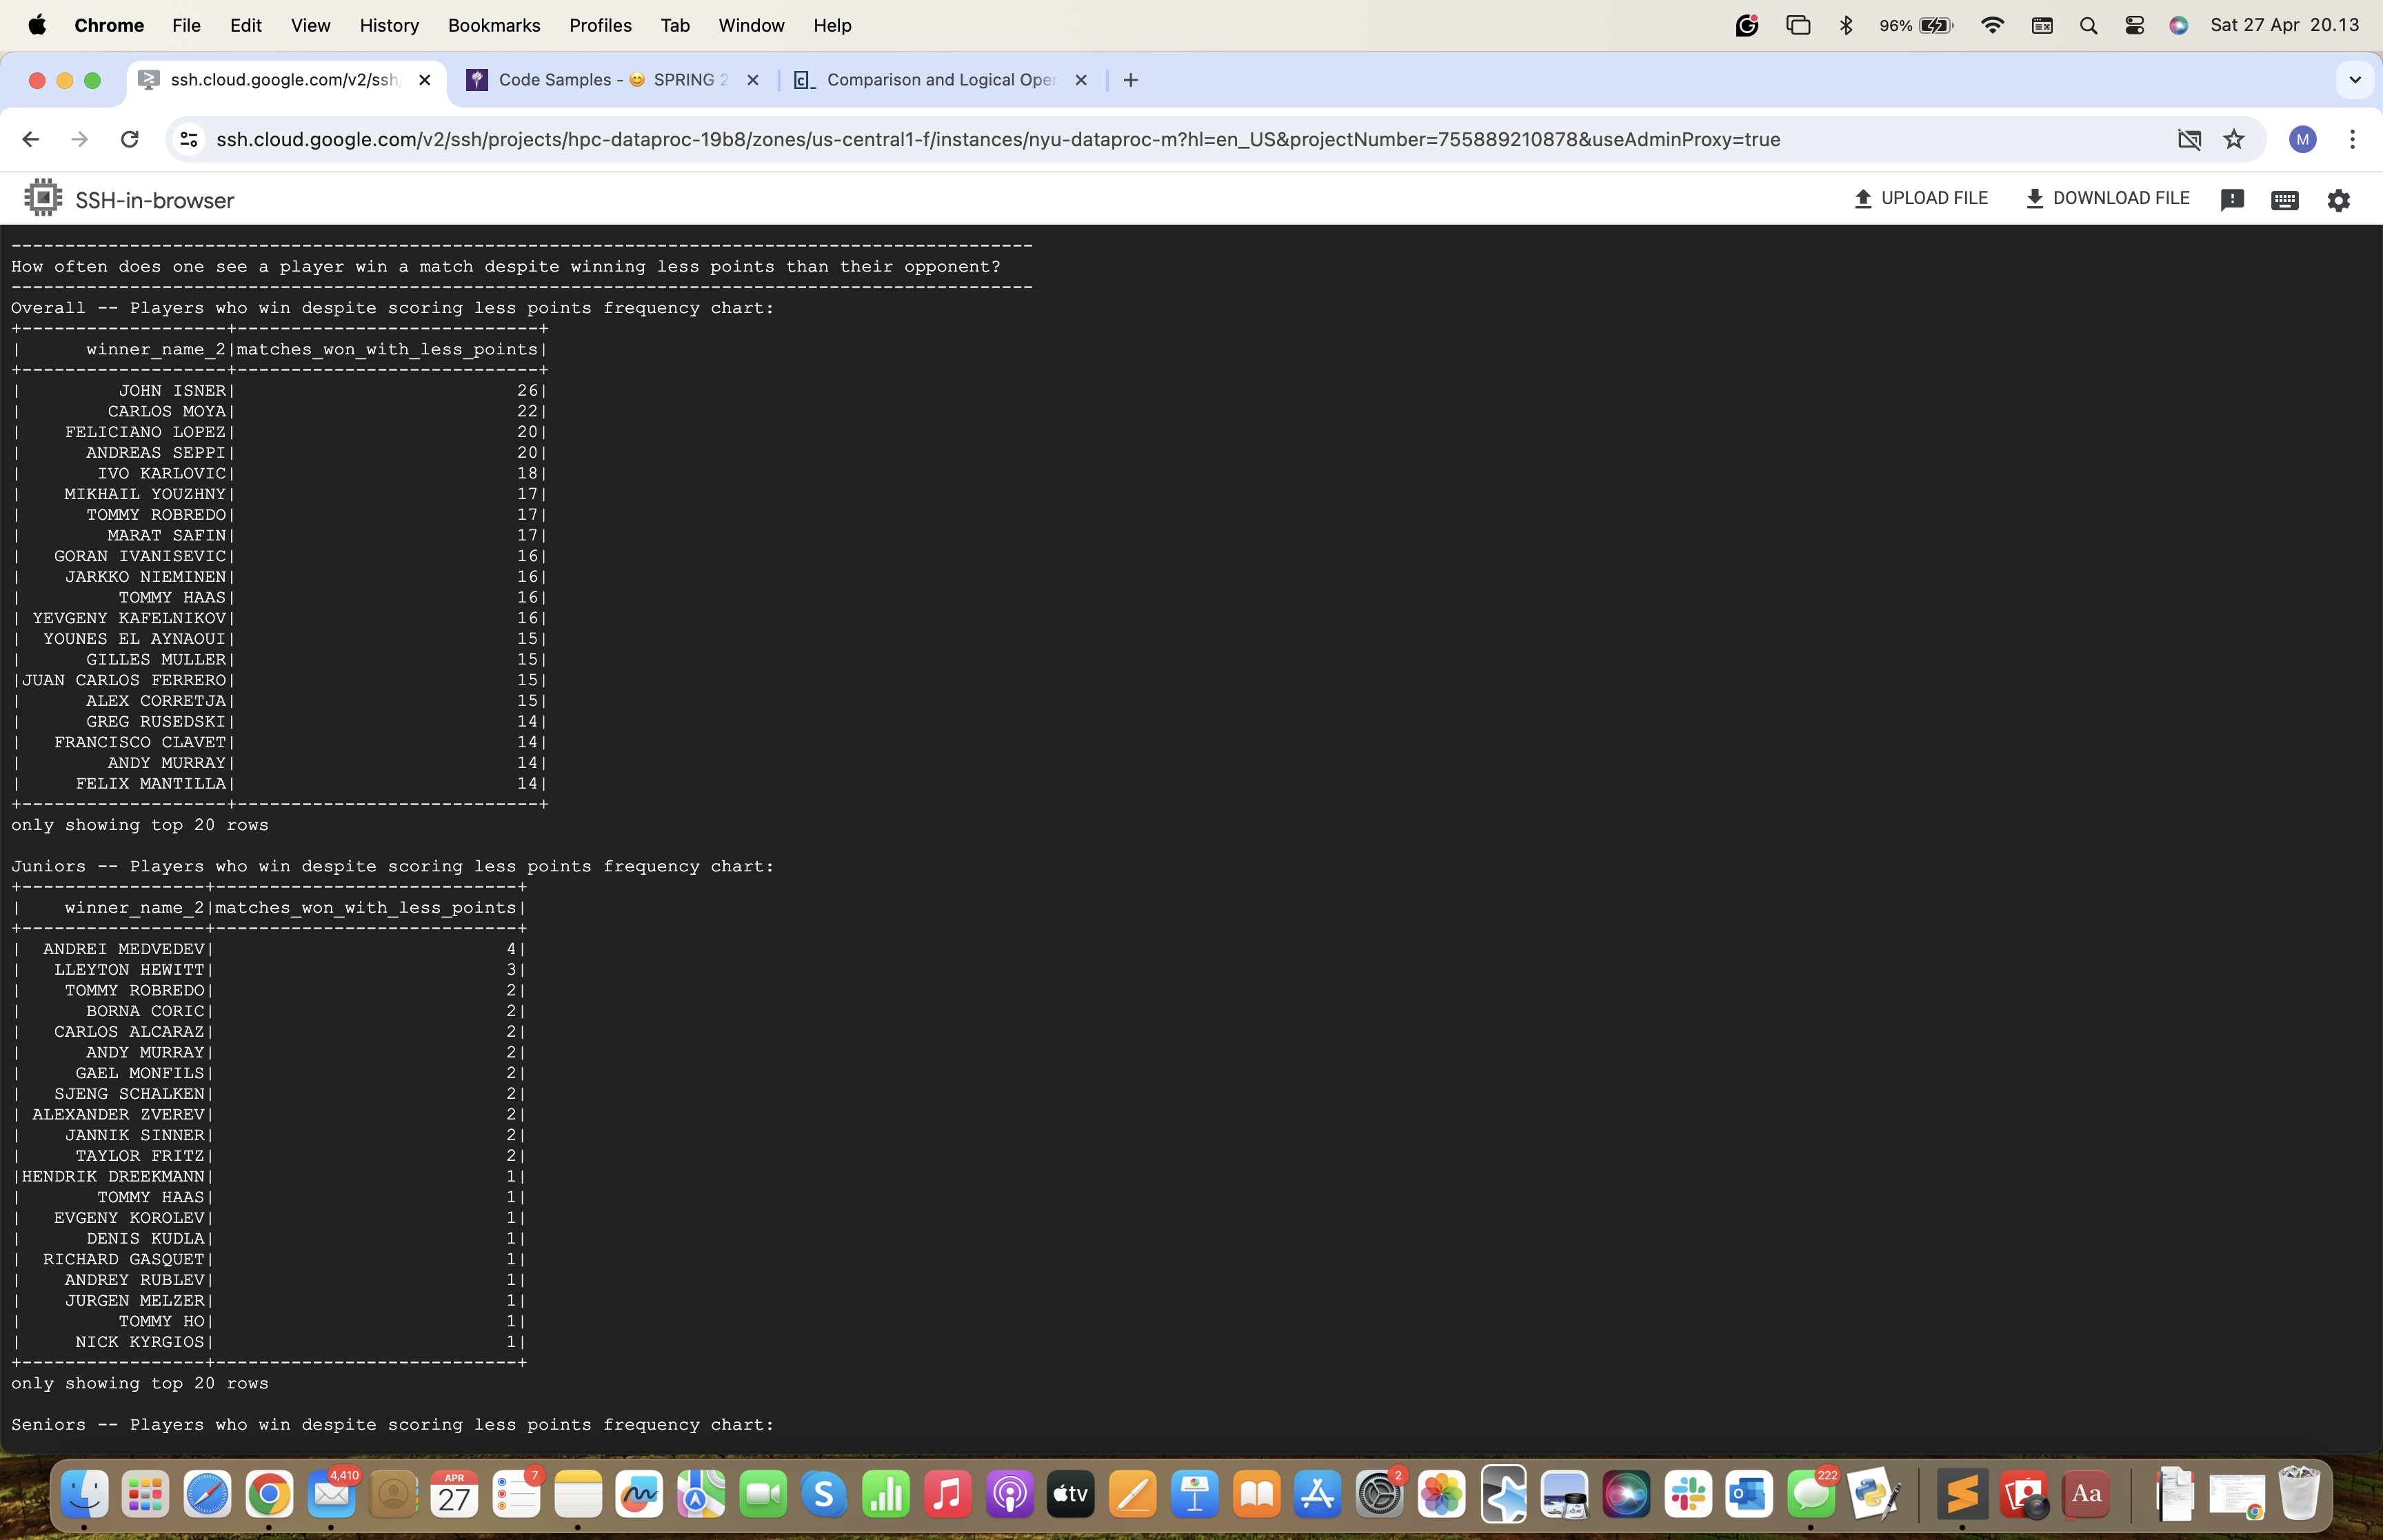 Chrome File Edit View History Bookmarks Profiles Tab Window Help 96% Sat 27 Apr 20.13
ssh.cloud.google.com/v2/ssh Code Samples - 😊 SPRING 2 Comparison and Logical Oper
ssh.cloud.google.com/v2/ssh/projects/hpc-dataproc-19b8/zones/us-central1-f/instances/nyu-dataproc-m?hl=en_US&projectNumber=755889210878&useAdminProxy=true M
SSH-in-browser UPLOAD FILE DOWNLOAD FILE
-----------------------------------------------------------------------------------------------
How often does one see a player win a match despite winning less points than their opponent?
-----------------------------------------------------------------------------------------------
Overall -- Players who win despite scoring less points frequency chart:
+-------------------+----------------------------+
|      winner_name_2|matches_won_with_less_points|
+-------------------+----------------------------+
|         JOHN ISNER|                          26|
|        CARLOS MOYA|                          22|
|    FELICIANO LOPEZ|                          20|
|      ANDREAS SEPPI|                          20|
|       IVO KARLOVIC|                          18|
|    MIKHAIL YOUZHNY|                          17|
|      TOMMY ROBREDO|                          17|
|        MARAT SAFIN|                          17|
|   GORAN IVANISEVIC|                          16|
|    JARKKO NIEMINEN|                          16|
|         TOMMY HAAS|                          16|
| YEVGENY KAFELNIKOV|                          16|
|  YOUNES EL AYNAOUI|                          15|
|      GILLES MULLER|                          15|
|JUAN CARLOS FERRERO|                          15|
|      ALEX CORRETJA|                          15|
|      GREG RUSEDSKI|                          14|
|   FRANCISCO CLAVET|                          14|
|        ANDY MURRAY|                          14|
|     FELIX MANTILLA|                          14|
+-------------------+----------------------------+
only showing top 20 rows
Juniors -- Players who win despite scoring less points frequency chart:
+-----------------+----------------------------+
|    winner_name_2|matches_won_with_less_points|
+-----------------+----------------------------+
|  ANDREI MEDVEDEV|                           4|
|   LLEYTON HEWITT|                           3|
|    TOMMY ROBREDO|                           2|
|      BORNA CORIC|                           2|
|   CARLOS ALCARAZ|                           2|
|      ANDY MURRAY|                           2|
|     GAEL MONFILS|                           2|
|   SJENG SCHALKEN|                           2|
| ALEXANDER ZVEREV|                           2|
|    JANNIK SINNER|                           2|
|     TAYLOR FRITZ|                           2|
|HENDRIK DREEKMANN|                           1|
|       TOMMY HAAS|                           1|
|   EVGENY KOROLEV|                           1|
|      DENIS KUDLA|                           1|
|  RICHARD GASQUET|                           1|
|    ANDREY RUBLEV|                           1|
|    JURGEN MELZER|                           1|
|         TOMMY HO|                           1|
|     NICK KYRGIOS|                           1|
+-----------------+----------------------------+
only showing top 20 rows
Seniors -- Players who win despite scoring less points frequency chart:
4,410 APR 27 7 tv 2 222 Aa